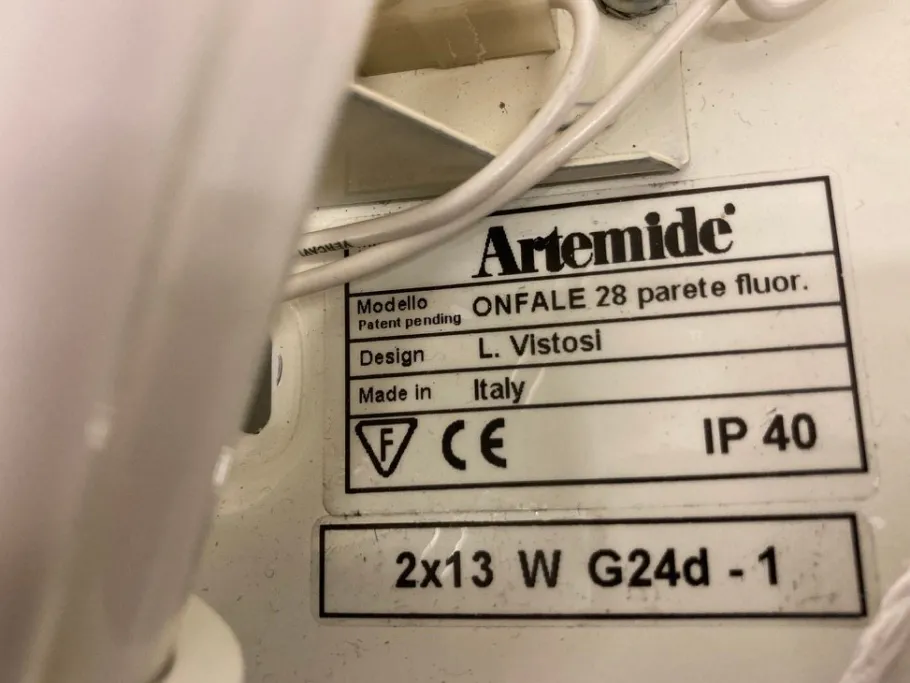 Artemide
Modello ONFALE 28 parete fluor.
Patent pending
Design L. Vistosi
Made in Italy
F CE IP 40
2x13 W G24d - 1